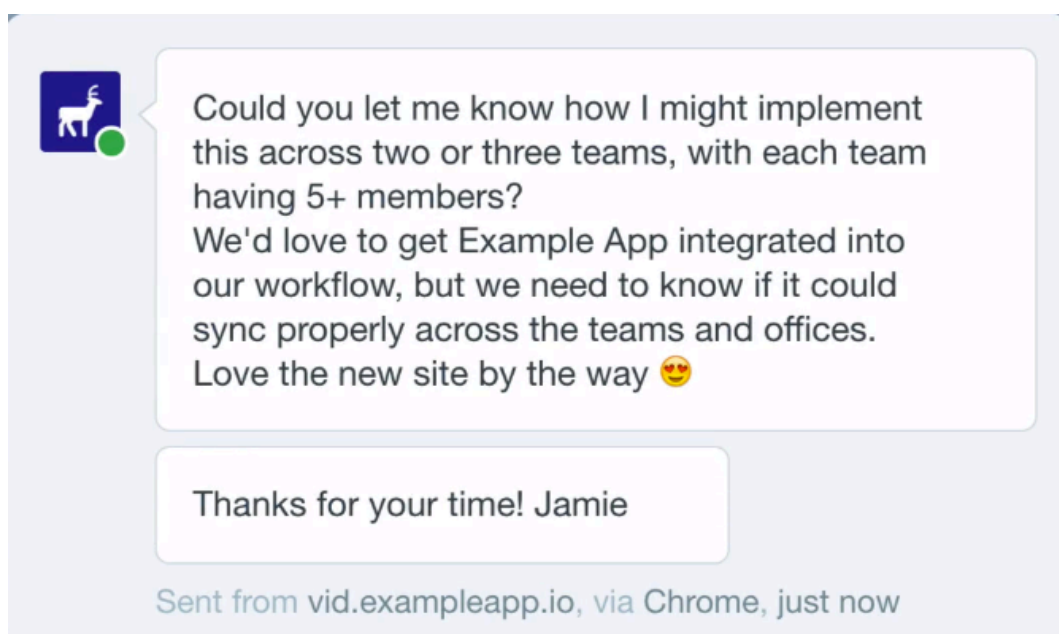 Could you let me know how I might implement
this across two or three teams, with each team
having 5+ members?
We'd love to get Example App integrated into
our workflow, but we need to know if it could
sync properly across the teams and offices.
Love the new site by the way 😍
Thanks for your time! Jamie
Sent from vid.exampleapp.io, via Chrome, just now